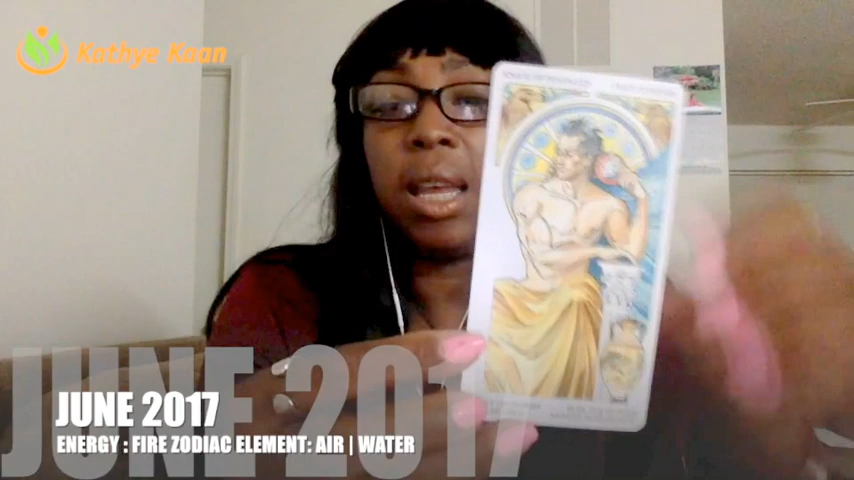 Kathye Kaan
JUNE 2017
JUNE 2017
ENERGY : FIRE ZODIAC ELEMENT: AIR | WATER